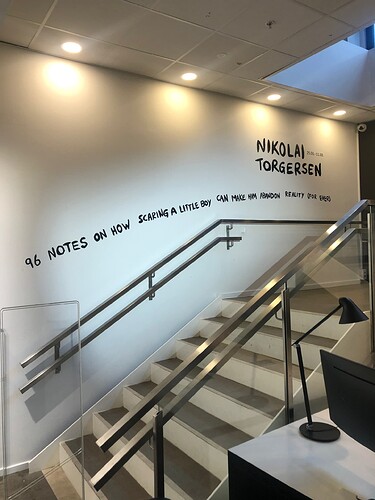 NIKOLAI
TORGERSEN
96 NOTES ON HOW SCARING A LITTLE BOY CAN MAKE HIM ABANDON REALITY (FOR EVER)